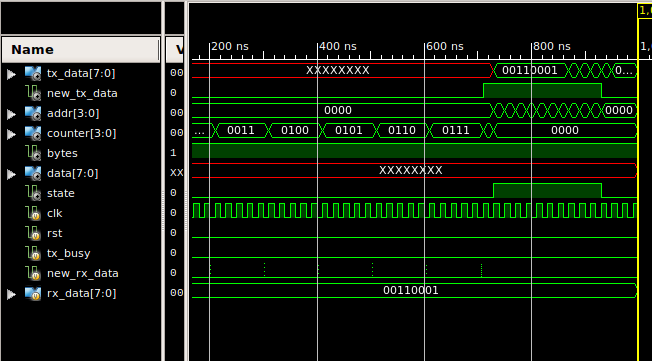 1,
Name V 200 ns 400 ns 600 ns 800 ns 1,
tx_data[7:0] 00 XXXXXXXX 00110001 0...
new_tx_data 0
addr[3:0] 00 0000 0000
counter[3:0] 00 ... 0011 0100 0101 0110 0111 0000
bytes 1
data[7:0] XX XXXXXXXX
state 0
clk 0
rst 0
tx_busy 0
new_rx_data 0
rx_data[7:0] 00 00110001